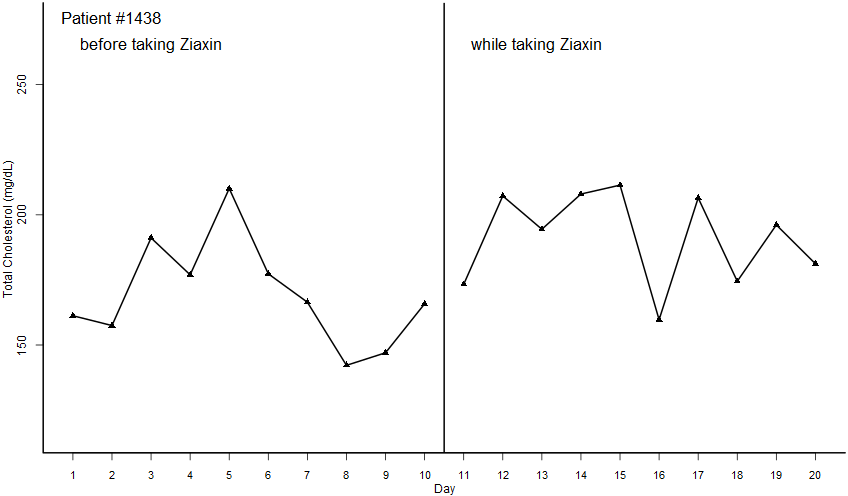 Patient #1438
before taking Ziaxin
while taking Ziaxin
Total Cholesterol (mg/dL)
250
200
150
1 2 3 4 5 6 7 8 9 10 11 12 13 14 15 16 17 18 19 20
Day